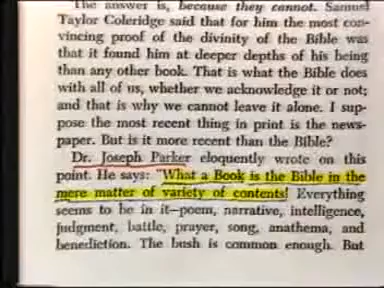 The answer is, because they cannot. Samuel
Taylor Coleridge said that for him the most con-
vincing proof of the divinity of the Bible was
that it found him at deeper depths of his being
than any other book. That is what the Bible does
with all of us, whether we acknowledge it or not;
and that is why we cannot leave it alone. I sup-
pose the most recent thing in print is the news-
paper. But is it more recent than the Bible?
Dr. Joseph Parker eloquently wrote on this
point. He says: "What a Book is the Bible in the
mere matter of variety of contents! Everything
seems to be in it—poem, narrative, intelligence,
judgment, battle, prayer, song, anathema, and
benediction. The bush is common enough. But